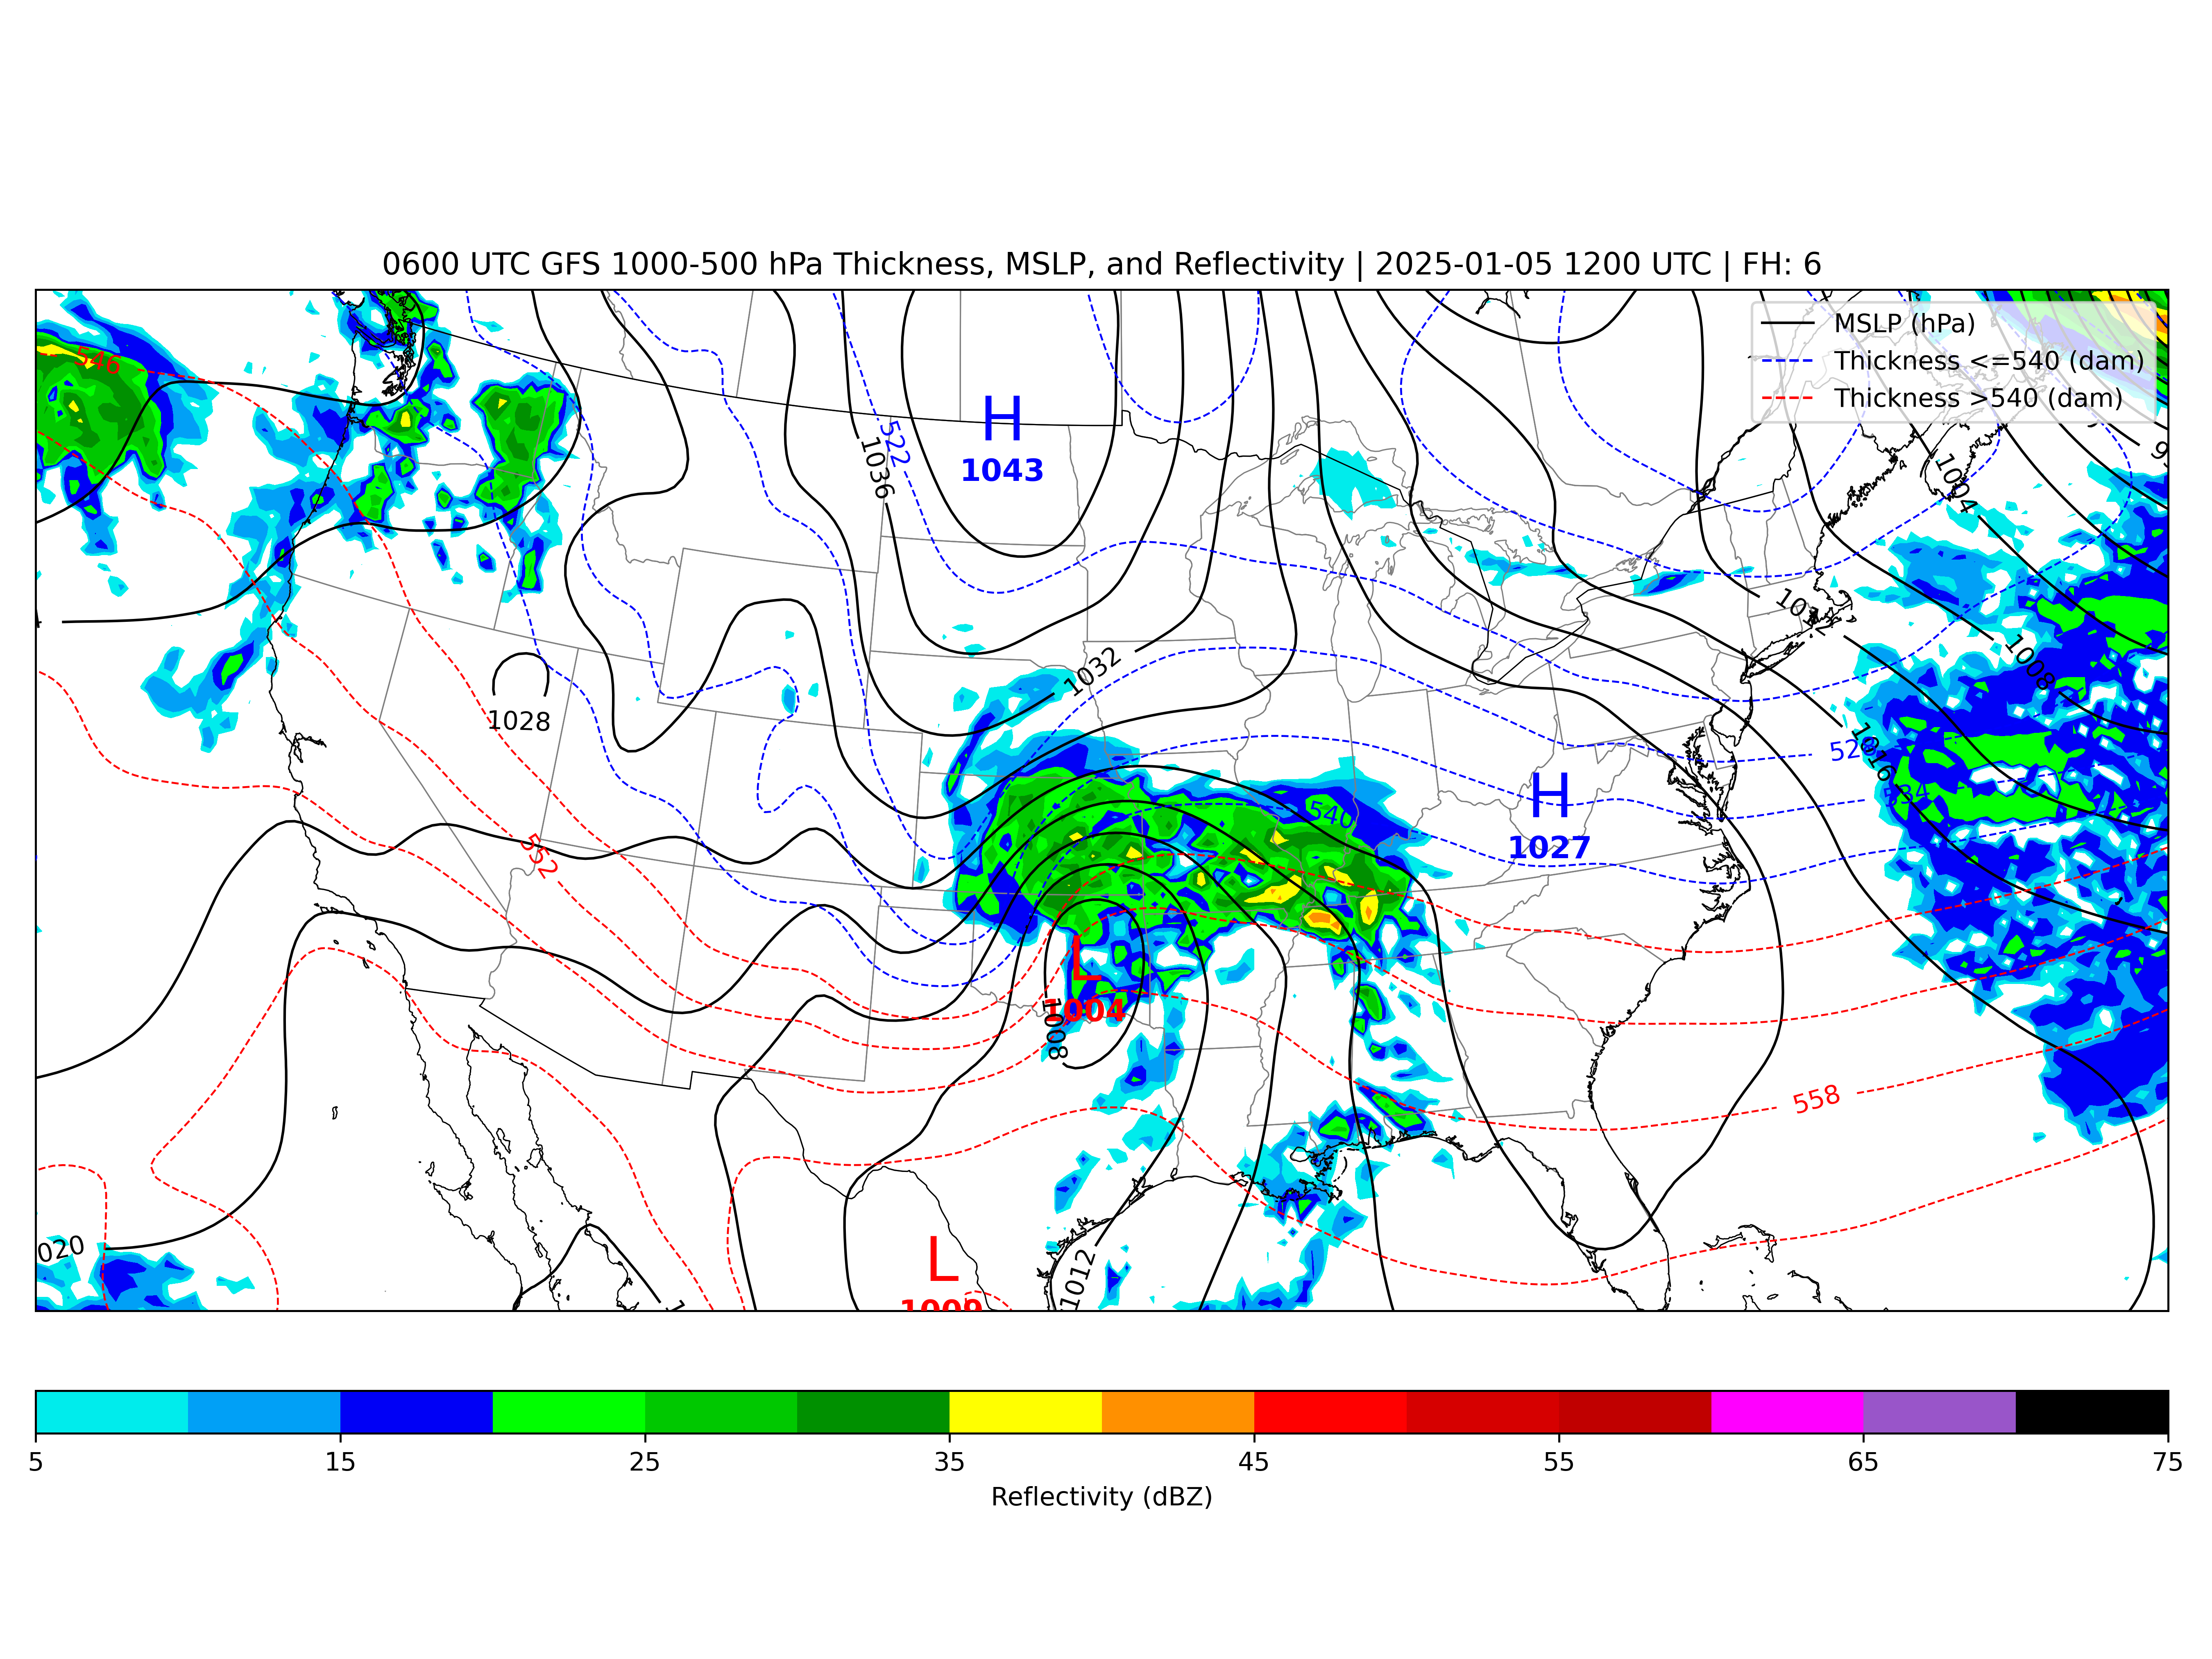 0600 UTC GFS 1000-500 hPa Thickness, MSLP, and Reflectivity | 2025-01-05 1200 UTC | FH: 6
MSLP (hPa)
Thickness <=540 (dam)
Thickness >540 (dam)
546
522
1036
H
1043
1004
1032
1008
1028
1016
528
534
H
1027
540
552
L
1004
1008
558
020
L
1009
1012
5 15 25 35 45 55 65 75
Reflectivity (dBZ)